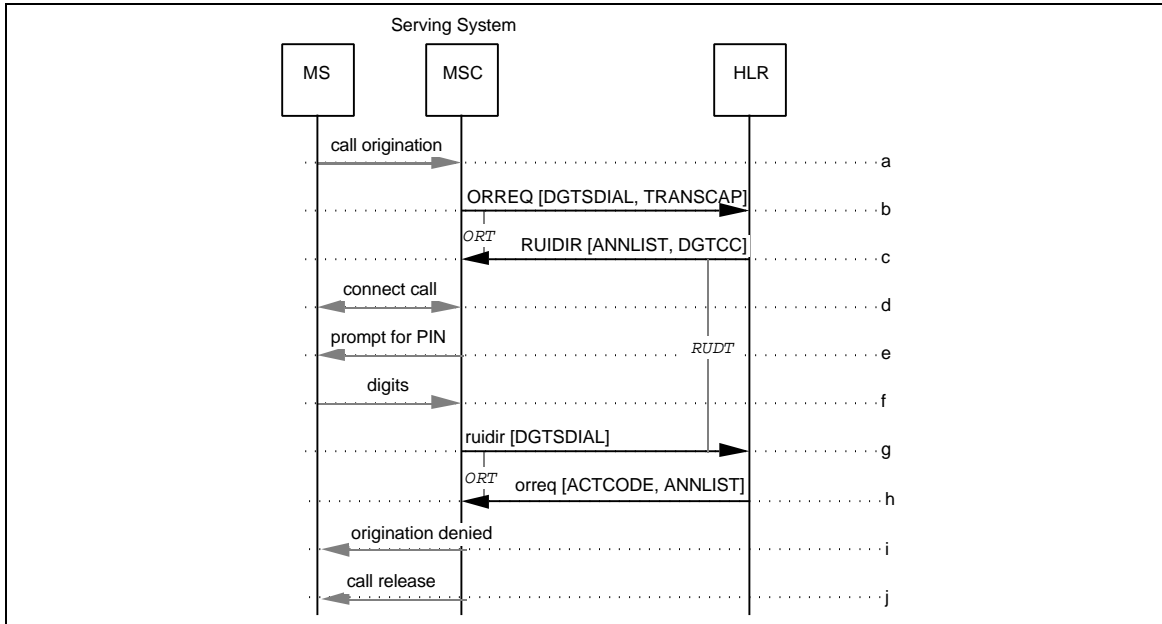 Serving System
MS
MSC
HLR
call origination
a
ORREQ [DGTSDIAL, TRANSCAP]
b
ORT
RUIDIR [ANNLIST, DGTCC]
c
connect call
d
prompt for PIN
RUDT
e
digits
f
ruidir [DGTSDIAL]
g
ORT
orreq [ACTCODE, ANNLIST]
h
origination denied
i
call release
j